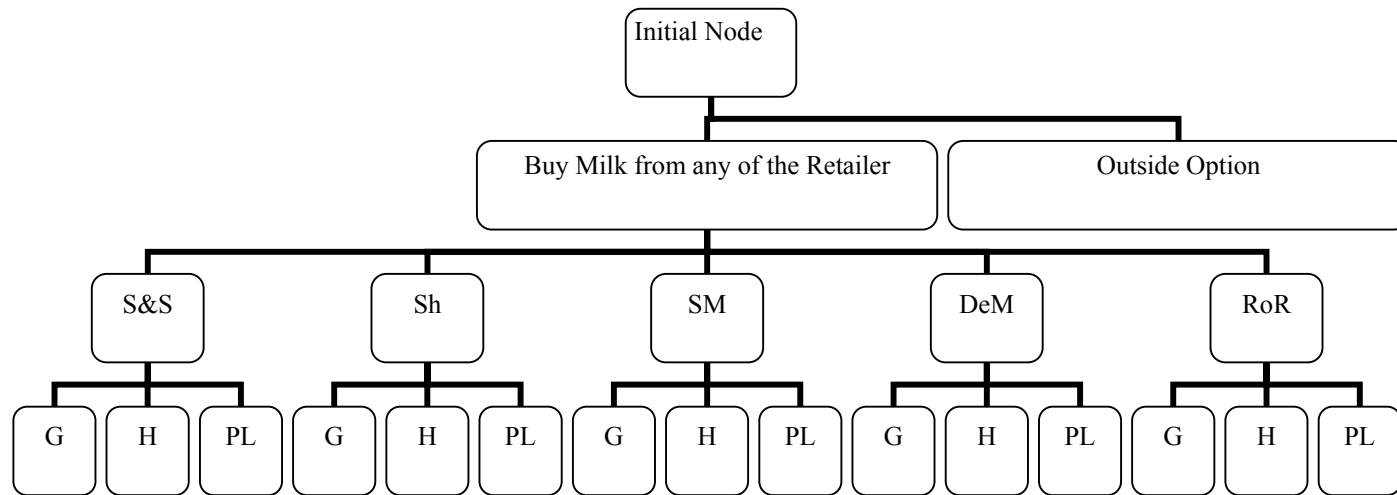 Initial Node
Buy Milk from any of the Retailer
Outside Option
S&S
Sh
SM
DeM
RoR
G
H
PL
G
H
PL
G
H
PL
G
H
PL
G
H
PL